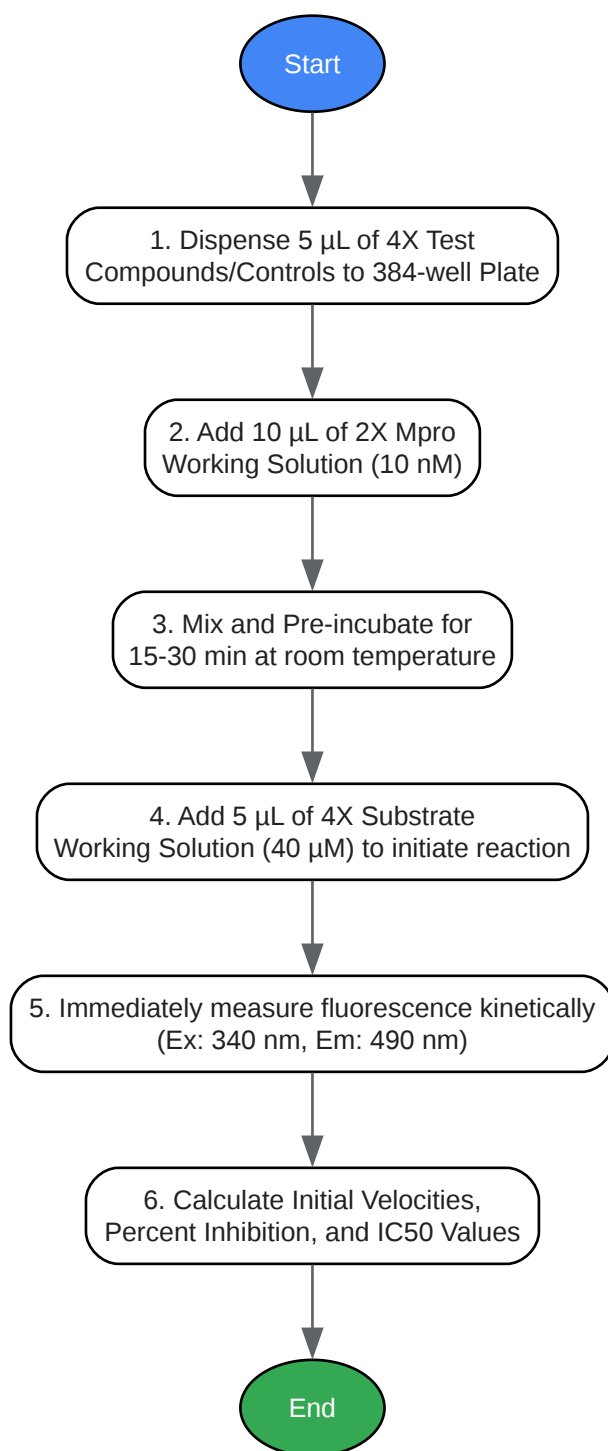 Start
1. Dispense 5 µL of 4X Test
Compounds/Controls to 384-well Plate
2. Add 10 µL of 2X Mpro
Working Solution (10 nM)
3. Mix and Pre-incubate for
15-30 min at room temperature
4. Add 5 µL of 4X Substrate
Working Solution (40 µM) to initiate reaction
5. Immediately measure fluorescence kinetically
(Ex: 340 nm, Em: 490 nm)
6. Calculate Initial Velocities,
Percent Inhibition, and IC50 Values
End